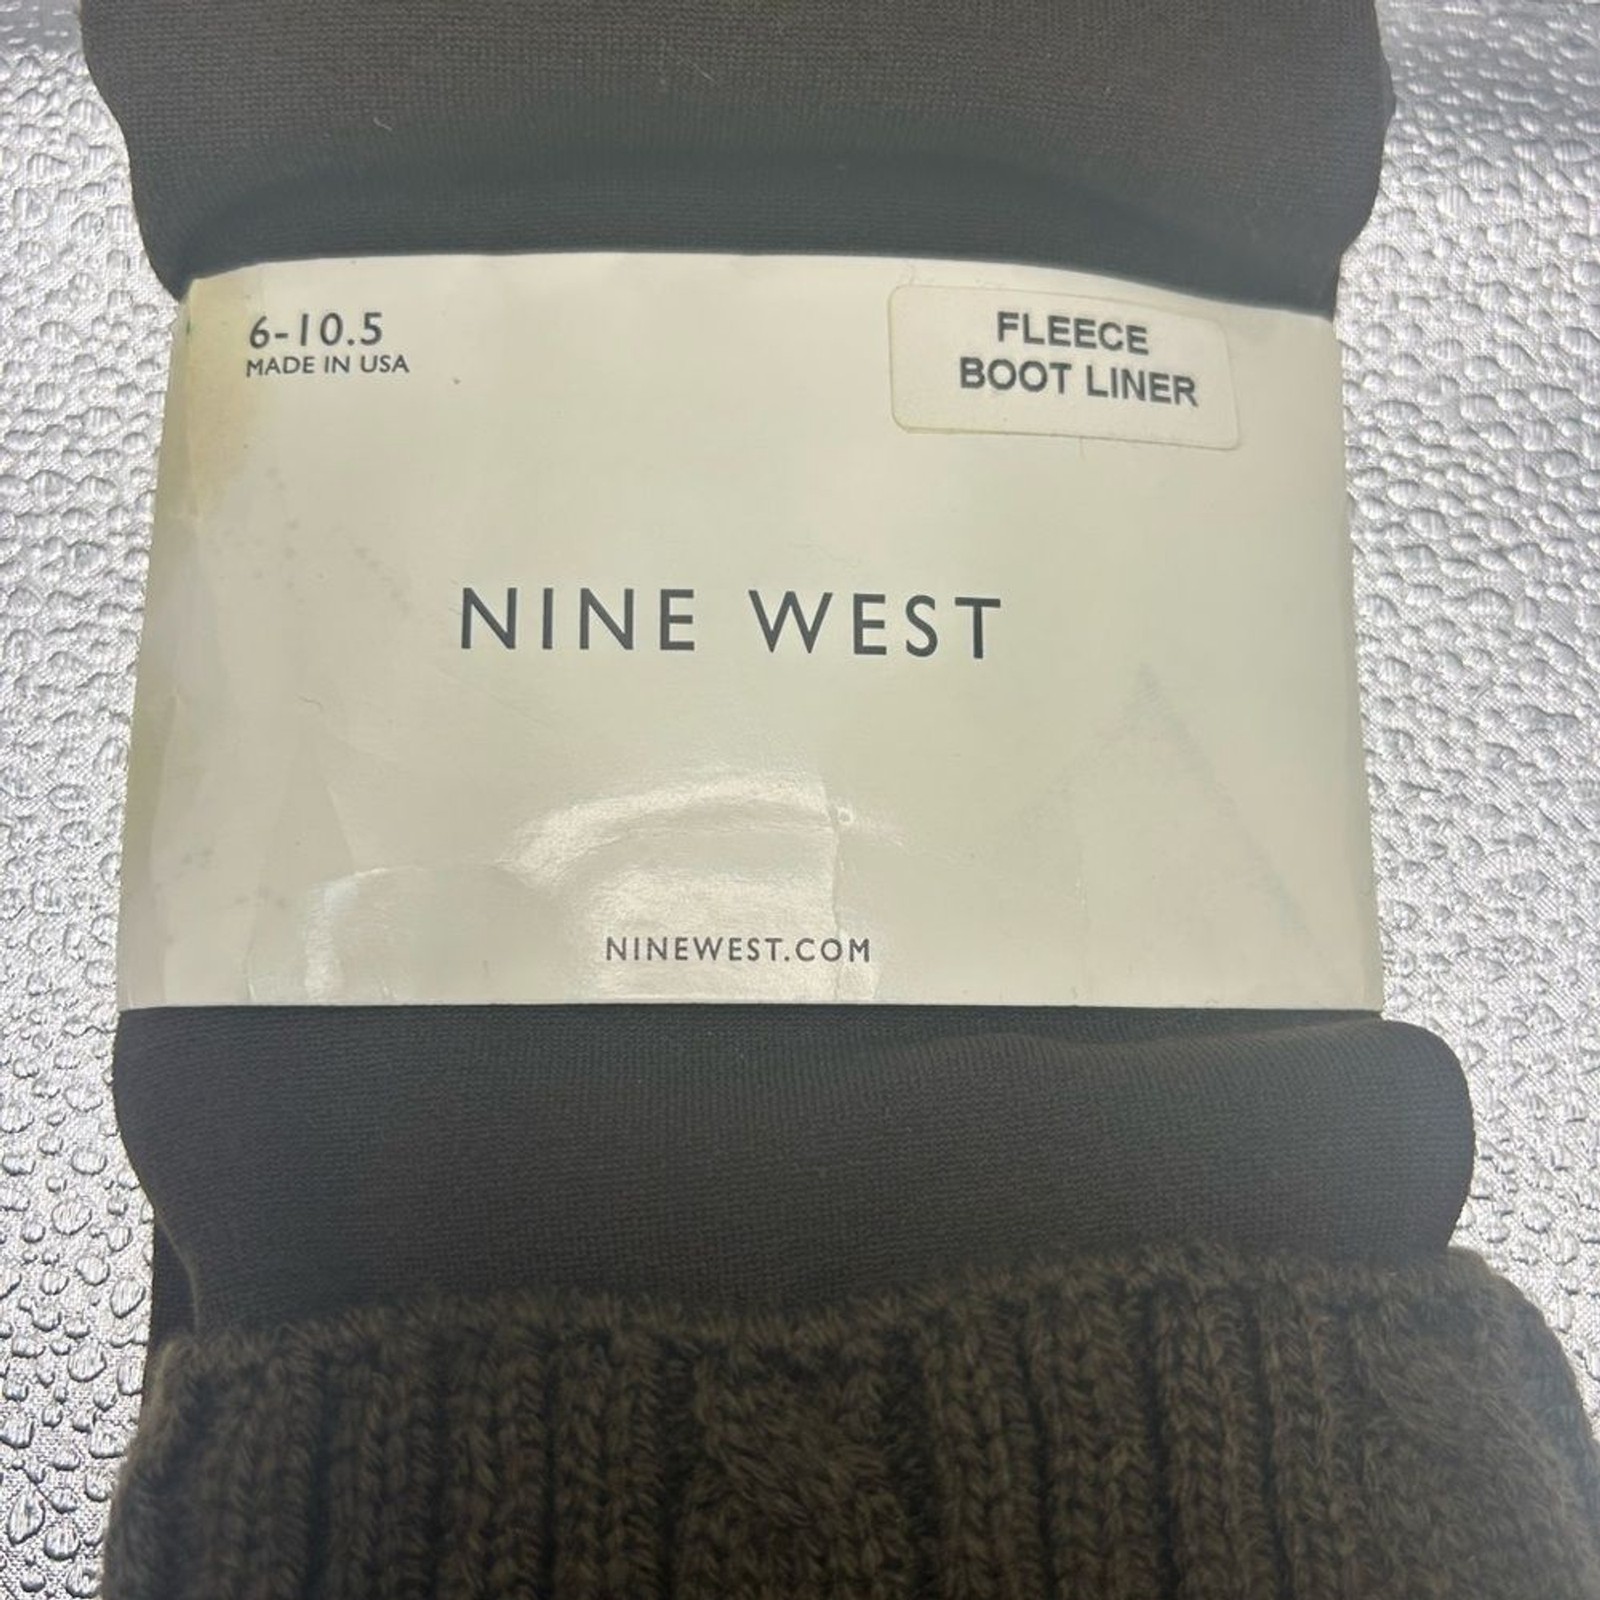 6-10.5
MADE IN USA
FLEECE
BOOT LINER
NINE WEST
NINEWEST.COM